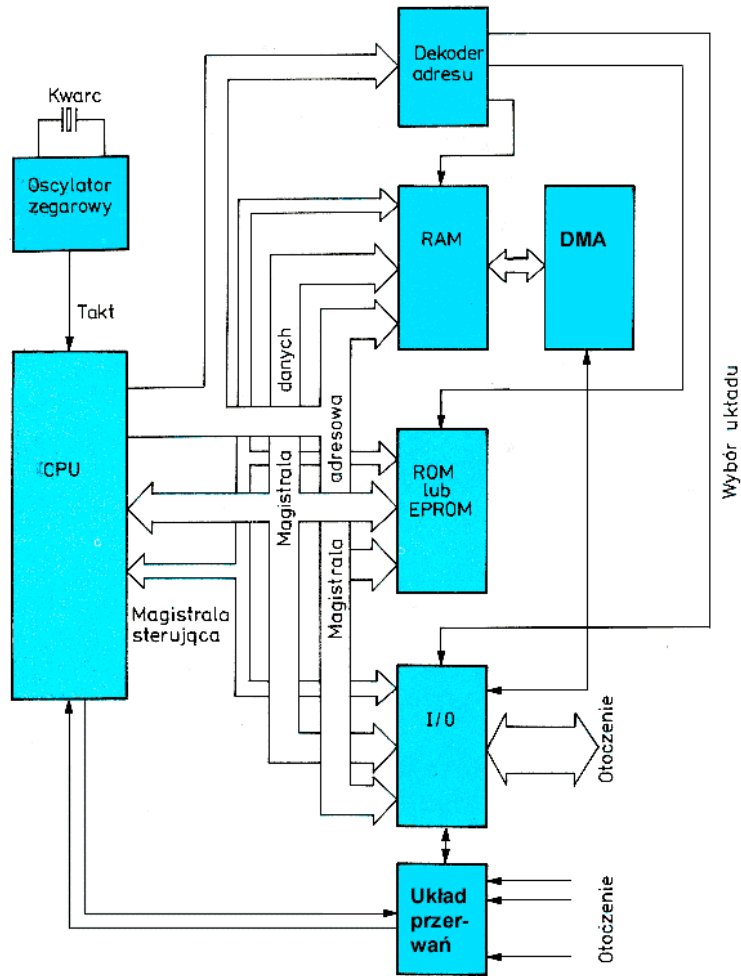 Dekoder
adresu
Kwarc
Oscylator
zegarowy
RAM
DMA
Takt
danych
adresowa
Magistrala
Magistrala
CPU
ROM
lub
EPROM
Wybór układu
Magistrala
sterująca
I/O
Otoczenie
Układ
przer-
wań
Otoczenie